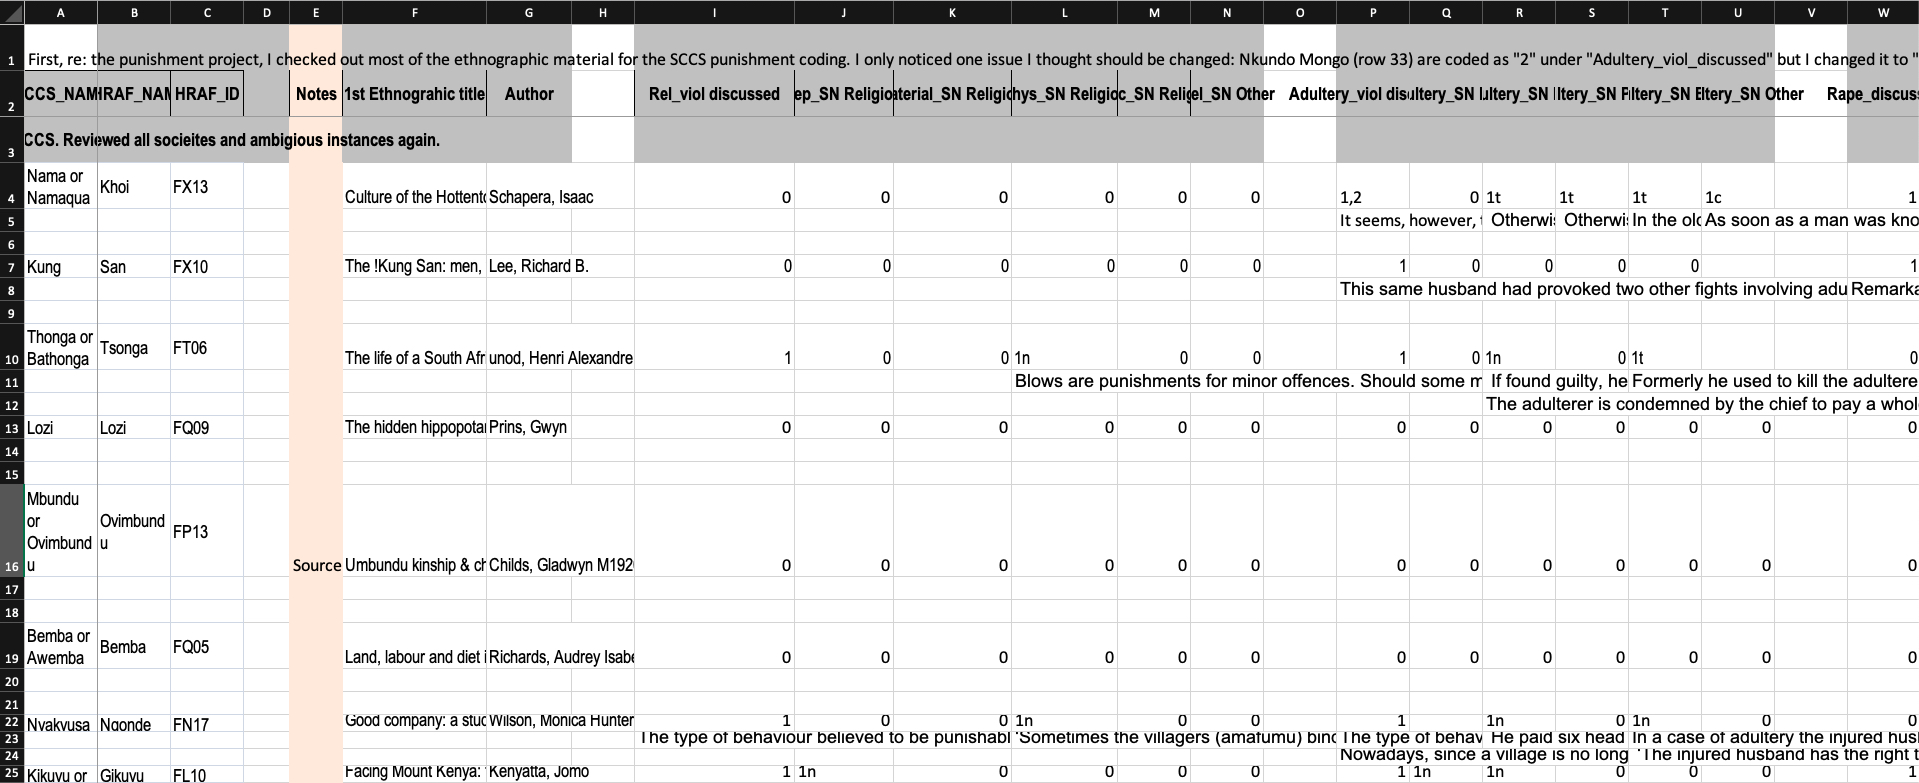 A B C D E F G H I J K L M N O P Q R S T U V W
1 First, re: the punishment project, I checked out most of the ethnographic material for the SCCS punishment coding. I only noticed one issue I thought should be changed: Nkundo Mongo (row 33) are coded as "2" under "Adultery_viol_discussed" but I changed it to "
2 CCS_NAM HRAF_NAM HRAF_ID Notes 1st Ethnograhic title Author Rel_viol discussed ep_SN Religio aterial_SN Religio hys_SN Religio c_SN Relig el_SN Other Adultery_viol dis ultery_SN ultery_SN ltery_SN ltery_SN ltery_SN Other Rape_discuss
3 CCS. Reviewed all socieites and ambigious instances again.
4 Nama or Namaqua Khoi FX13 Culture of the Hottento Schapera, Isaac 0 0 0 0 0 0 1,2 0 1t 1t 1t 1c 1
5 It seems, however, Otherwi Otherwi In the old As soon as a man was kno
6
7 Kung San FX10 The !Kung San: men, Lee, Richard B. 0 0 0 0 0 0 1 0 0 0 0 1
8 This same husband had provoked two other fights involving adu Remarka
9
10 Thonga or Bathonga Tsonga FT06 The life of a South Afr unod, Henri Alexandre 1 0 0 1n 0 0 1 0 1n 0 1t 0
11 Blows are punishments for minor offences. Should some m If found guilty, he Formerly he used to kill the adultere
12 The adulterer is condemned by the chief to pay a whol
13 Lozi Lozi FQ09 The hidden hippopota Prins, Gwyn 0 0 0 0 0 0 0 0 0 0 0 0 0
14
15
16 Mbundu or Ovimbundu Ovimbundu FP13 Source Umbundu kinship & ch Childs, Gladwyn M192 0 0 0 0 0 0 0 0 0 0 0 0 0
17
18
19 Bemba or Awemba Bemba FQ05 Land, labour and diet i Richards, Audrey Isabe 0 0 0 0 0 0 0 0 0 0 0 0 0
20
21
22 Nyakyusa Ngonde FN17 Good company: a stud Wilson, Monica Hunter 1 0 0 1n 0 0 1 1n 0 1n 0 0
23 The type of behaviour believed to be punishabl 'Sometimes the villagers (amafumu) bind The type of behav He paid six head In a case of adultery the injured hus
24 Nowadays, since a village is no long 'The injured husband has the right t
25 Kikuyu or Gikuyu FL10 Facing Mount Kenya: Kenyatta, Jomo 1 1n 0 0 0 0 1 1n 1n 0 0 0 1